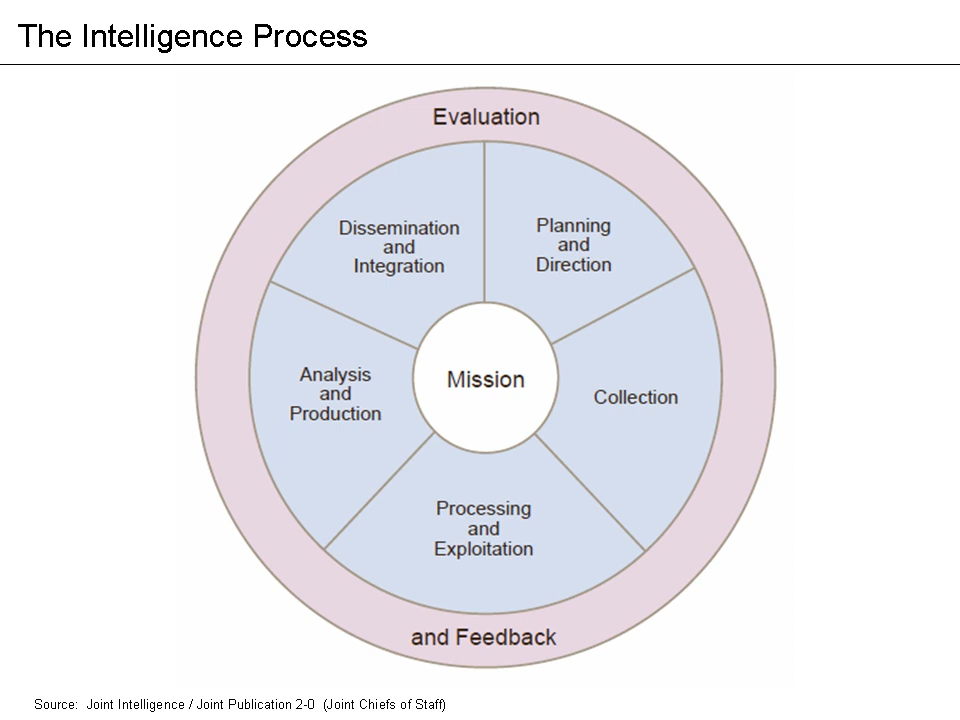 The Intelligence Process
Evaluation
Dissemination
and
Integration
Planning
and
Direction
Analysis
and
Production
Mission
Collection
Processing
and
Exploitation
and Feedback
Source:  Joint Intelligence / Joint Publication 2-0  (Joint Chiefs of Staff)